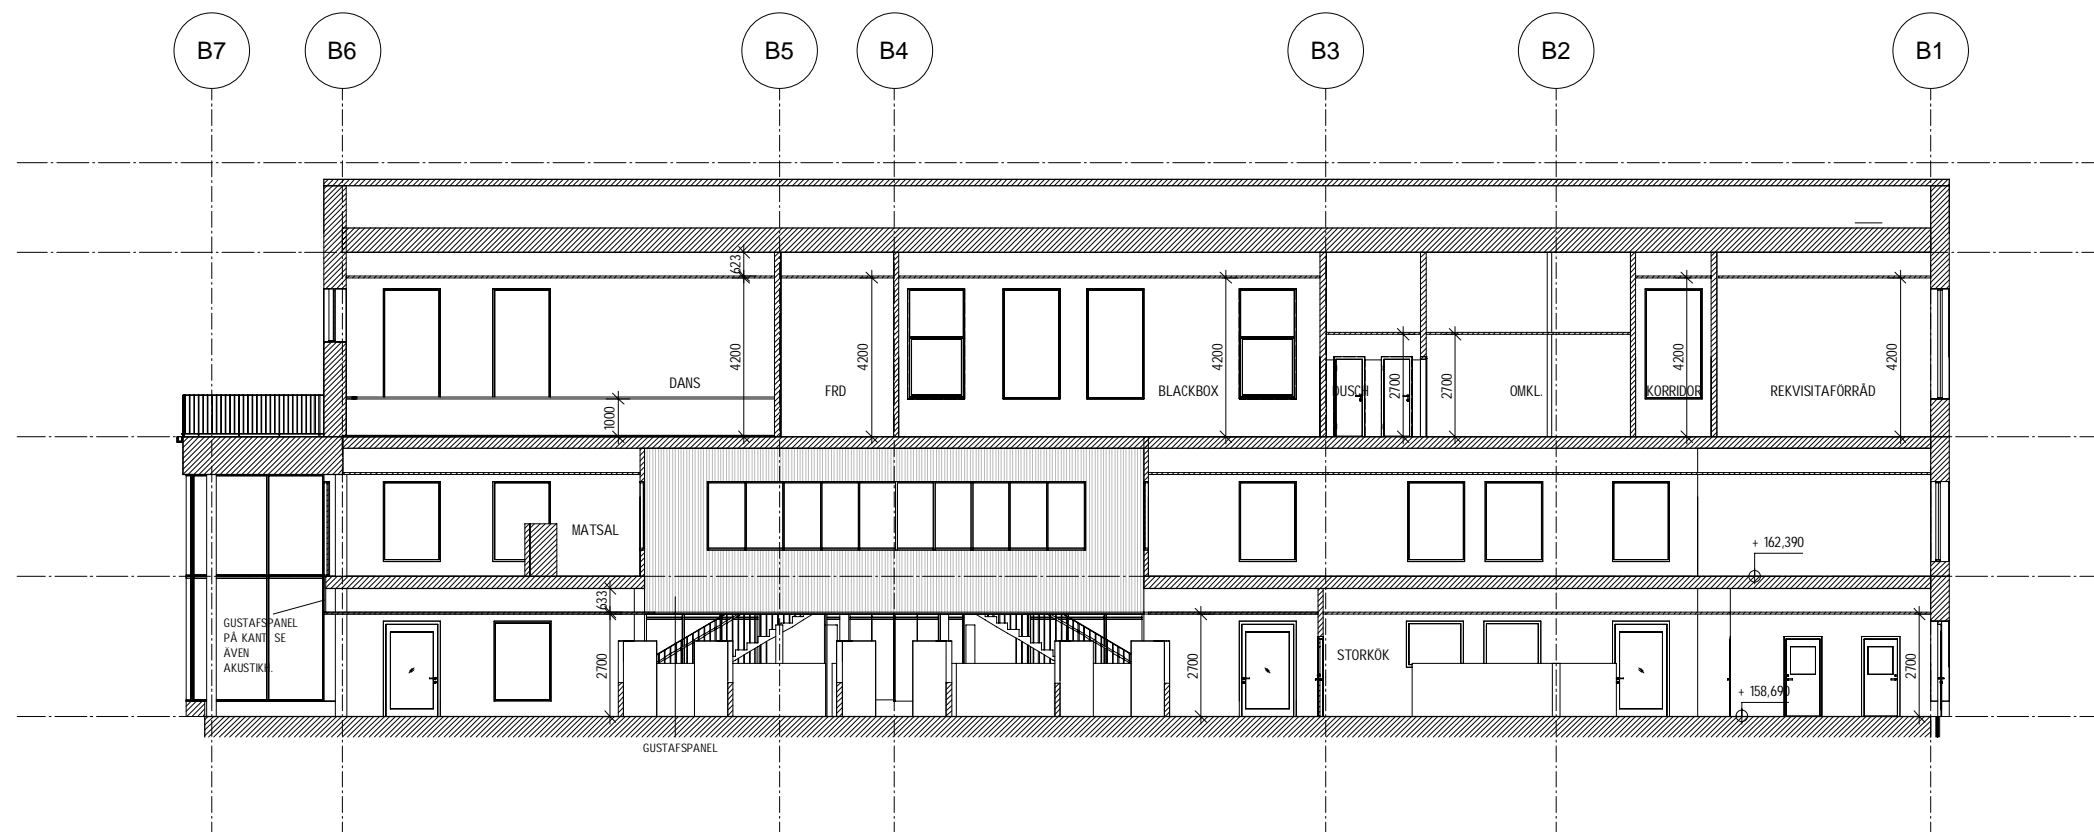 B7 B6 B5 B4 B3 B2 B1
623
4200 4200 4200 4200 4200
2700 2700
DANS FRD BLACKBOX DUSCH OMKL. KORRIDOR REKVISITAFÖRRÅD
1000
MATSAL
+ 162,390
633
GUSTAFSPANEL
PÅ KANT. SE
ÄVEN
AKUSTIKH.
STORKÖK
2700 2700 2700
+ 158,690
GUSTAFSPANEL